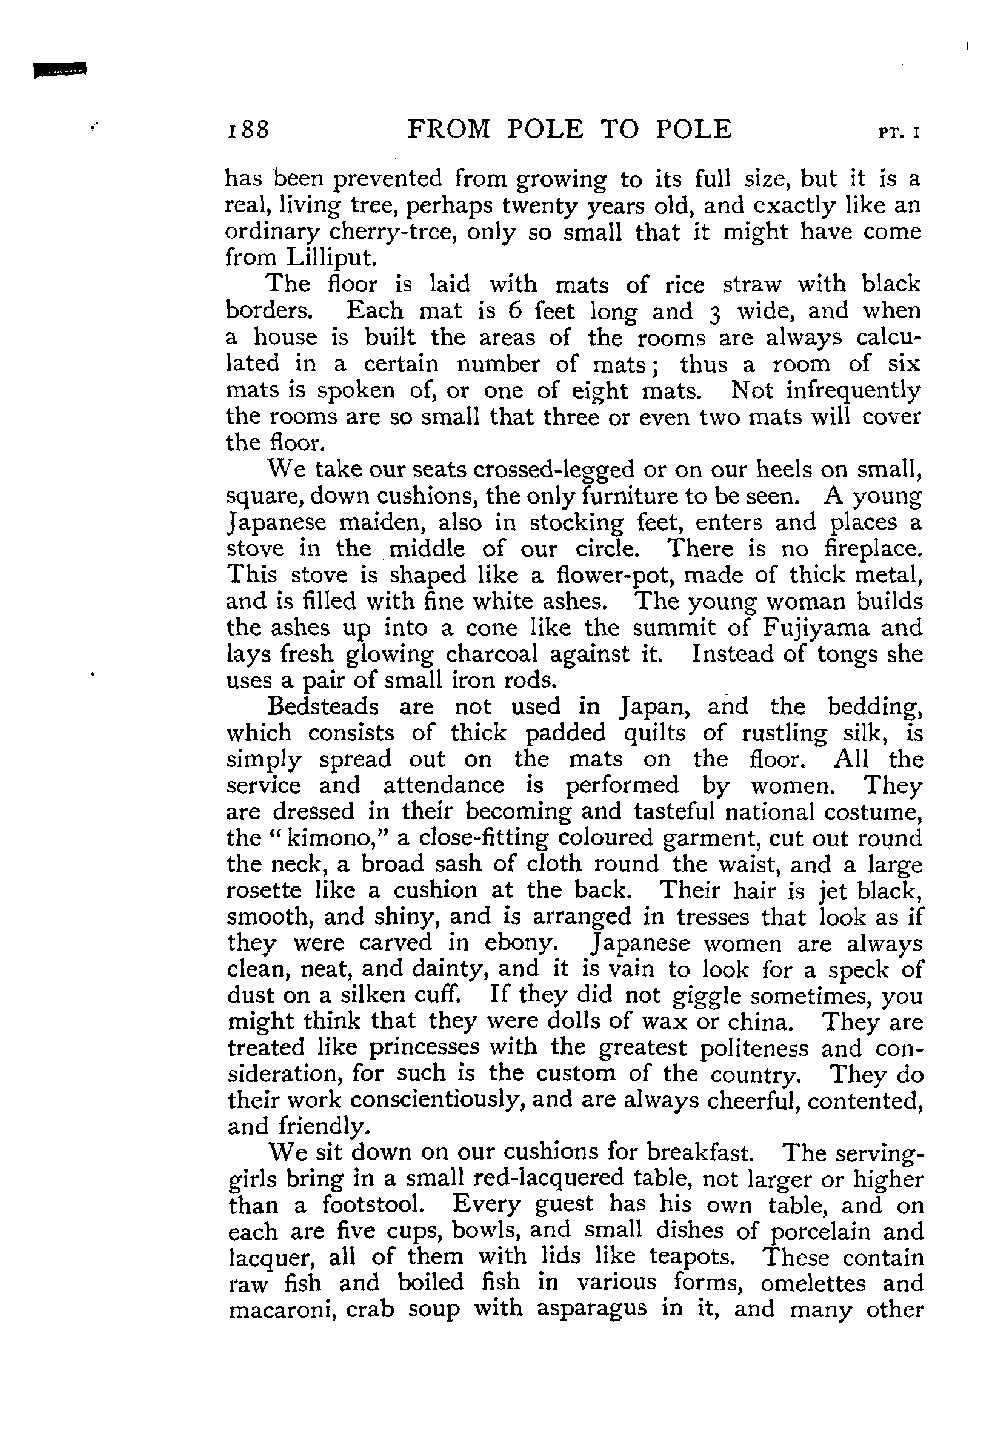 188 FROM POLE TO POLE PT. I
has been prevented from growing to its full size, but it is a
real, living tree, perhaps twenty years old, and exactly like an
ordinary cherry-tree, only so small that it might have come
from Lilliput.
The floor is laid with mats of rice straw with black
borders. Each mat is 6 feet long and 3 wide, and when
a house is built the areas of the rooms are always calcu-
lated in a certain number of mats; thus a room of six
mats is spoken of, or one of eight mats. Not infrequently
the rooms are so small that three or even two mats will cover
the floor.
We take our seats crossed-legged or on our heels on small,
square, down cushions, the only furniture to be seen. A young
Japanese maiden, also in stocking feet, enters and places a
stove in the middle of our circle. There is no fireplace.
This stove is shaped like a flower-pot, made of thick metal,
and is filled with fine white ashes. The young woman builds
the ashes up into a cone like the summit of Fujiyama and
lays fresh glowing charcoal against it. Instead of tongs she
uses a pair of small iron rods.
Bedsteads are not used in Japan, and the bedding,
which consists of thick padded quilts of rustling silk, is
simply spread out on the mats on the floor. All the
service and attendance is performed by women. They
are dressed in their becoming and tasteful national costume,
the "kimono," a close-fitting coloured garment, cut out round
the neck, a broad sash of cloth round the waist, and a large
rosette like a cushion at the back. Their hair is jet black,
smooth, and shiny, and is arranged in tresses that look as if
they were carved in ebony. Japanese women are always
clean, neat, and dainty, and it is vain to look for a speck of
dust on a silken cuff. If they did not giggle sometimes, you
might think that they were dolls of wax or china. They are
treated like princesses with the greatest politeness and con-
sideration, for such is the custom of the country. They do
their work conscientiously, and are always cheerful, contented,
and friendly.
We sit down on our cushions for breakfast. The serving-
girls bring in a small red-lacquered table, not larger or higher
than a footstool. Every guest has his own table, and on
each are five cups, bowls, and small dishes of porcelain and
lacquer, all of them with lids like teapots. These contain
raw fish and boiled fish in various forms, omelettes and
macaroni, crab soup with asparagus in it, and many other